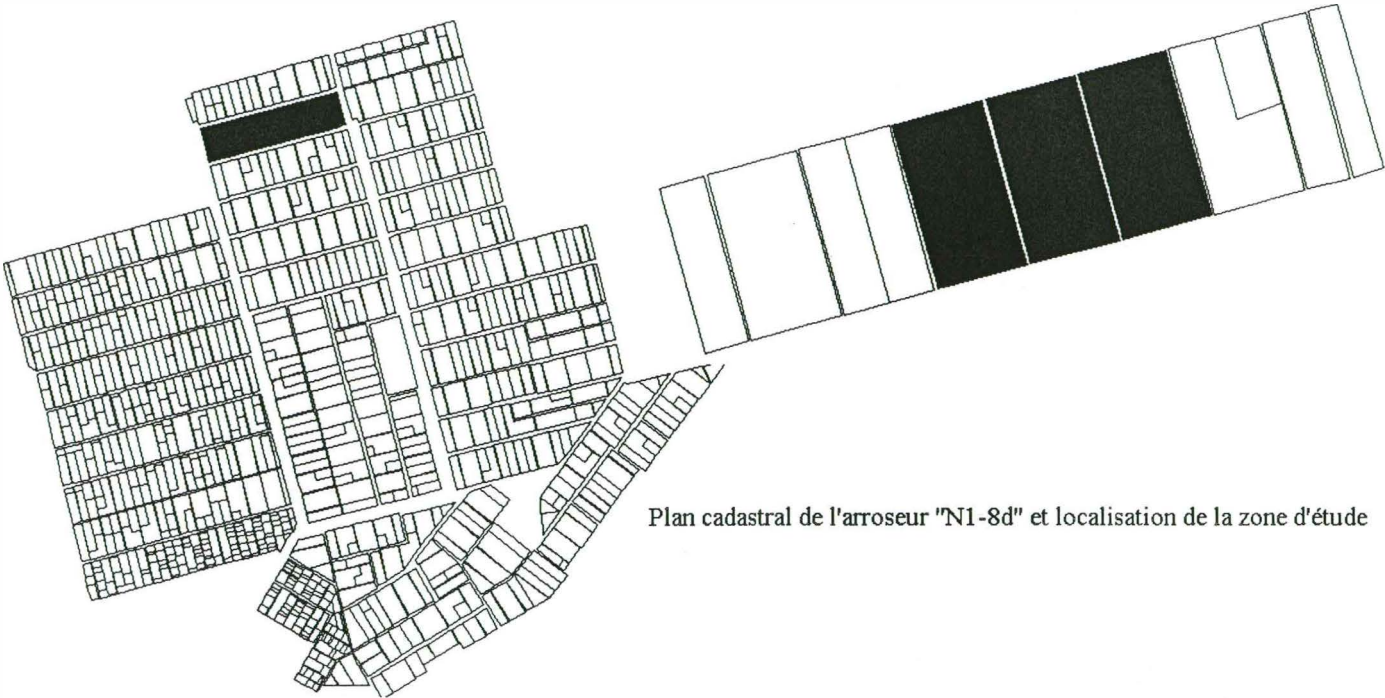 Plan cadastral de l'arroseur "N1-8d" et localisation de la zone d'étude